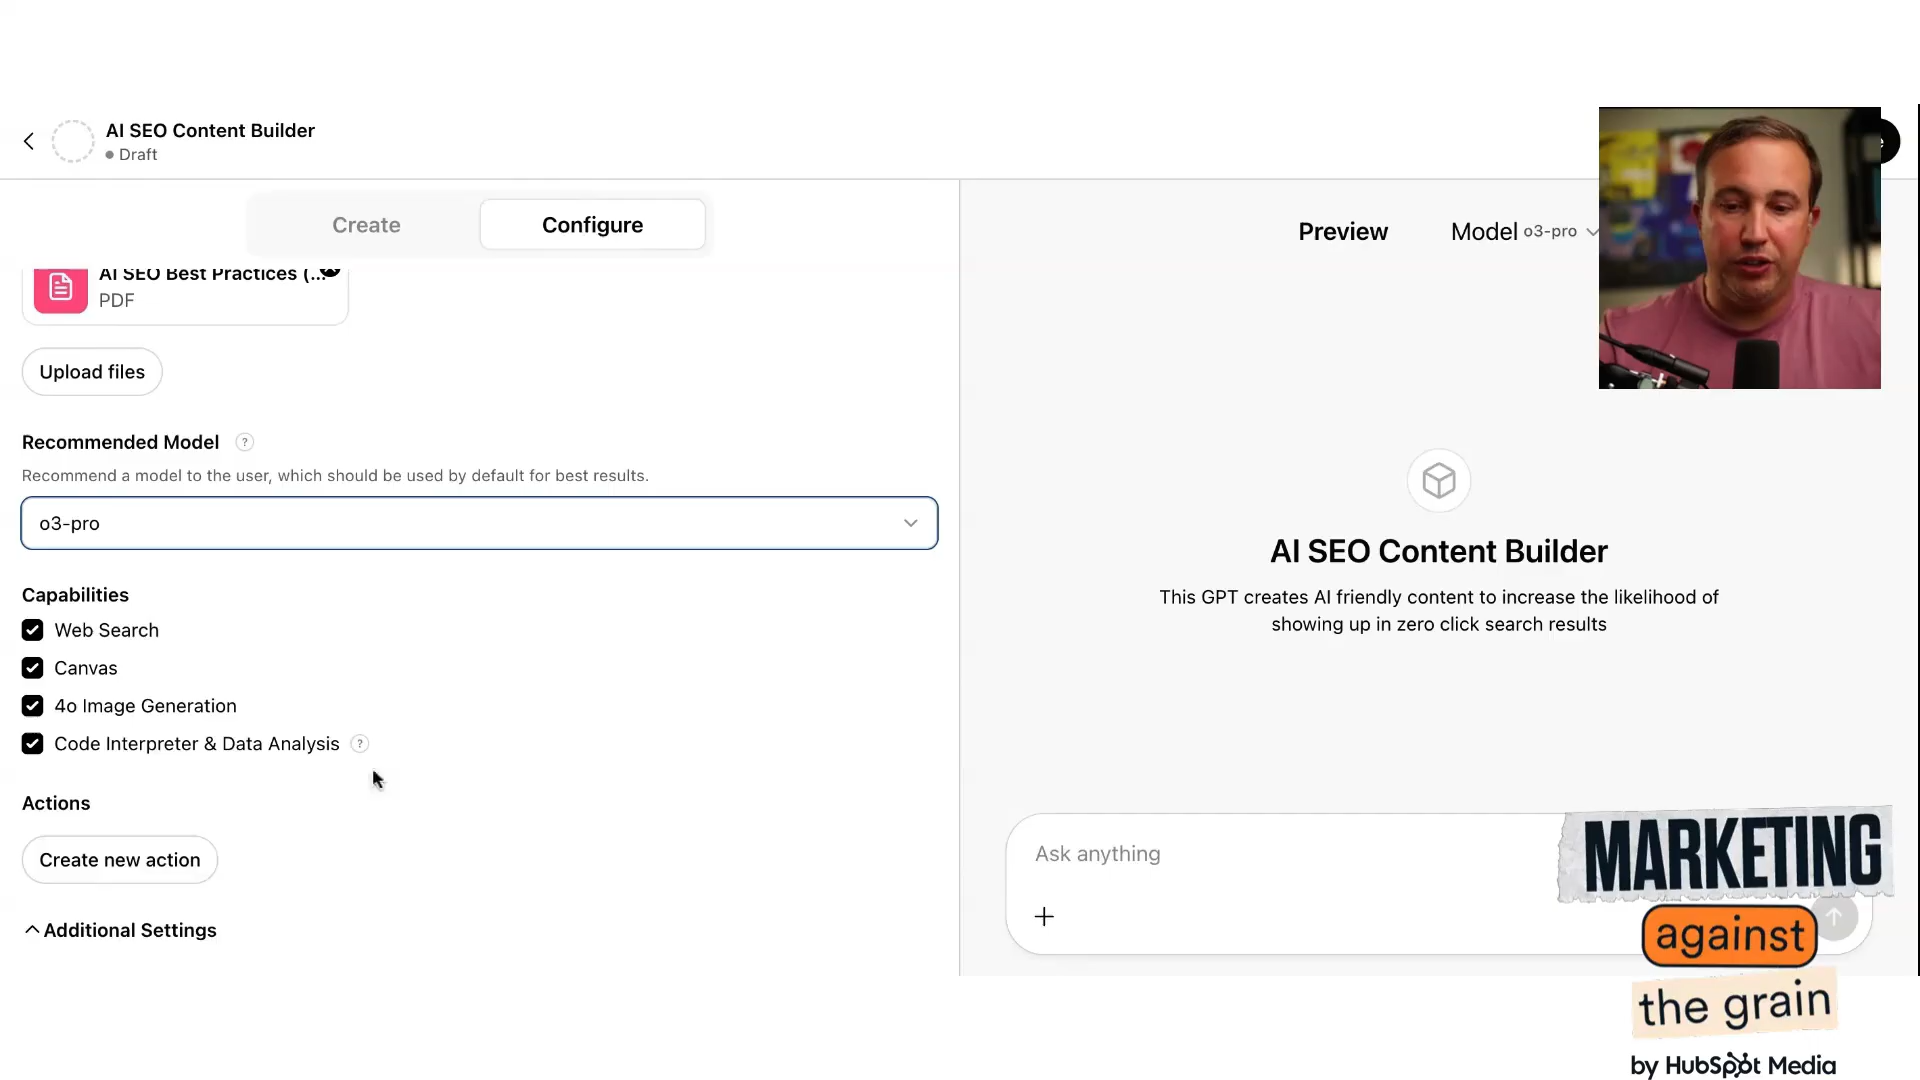 AI SEO Content Builder
Draft
Create
Configure
AI SEO Best Practices (...
PDF
Upload files
Recommended Model ?
Recommend a model to the user, which should be used by default for best results.
o3-pro
Capabilities
Web Search
Canvas
4o Image Generation
Code Interpreter & Data Analysis ?
Actions
Create new action
Additional Settings
Preview
Model o3-pro
AI SEO Content Builder
This GPT creates AI friendly content to increase the likelihood of
showing up in zero click search results
Ask anything
MARKETING
against
the grain
by HubSpot Media